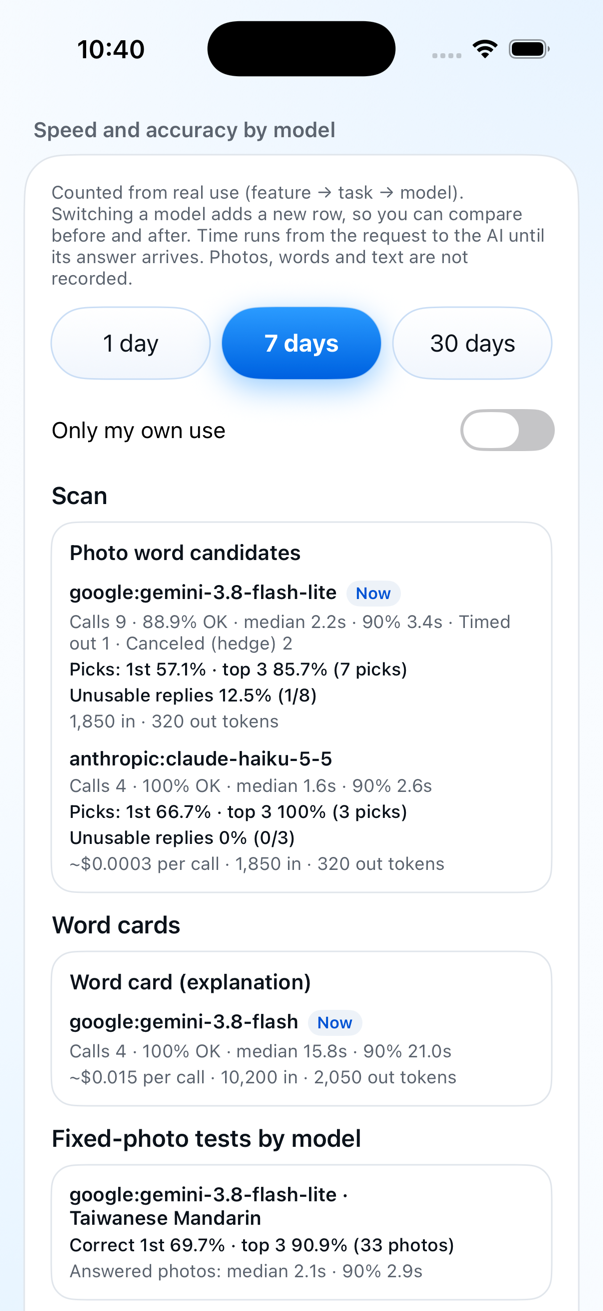 10:40
Speed and accuracy by model
Counted from real use (feature → task → model).
Switching a model adds a new row, so you can compare
before and after. Time runs from the request to the AI until
its answer arrives. Photos, words and text are not
recorded.
1 day
7 days
30 days
Only my own use
Scan
Photo word candidates
google:gemini-3.8-flash-lite Now
Calls 9 · 88.9% OK · median 2.2s · 90% 3.4s · Timed
out 1 · Canceled (hedge) 2
Picks: 1st 57.1% · top 3 85.7% (7 picks)
Unusable replies 12.5% (1/8)
1,850 in · 320 out tokens
anthropic:claude-haiku-5-5
Calls 4 · 100% OK · median 1.6s · 90% 2.6s
Picks: 1st 66.7% · top 3 100% (3 picks)
Unusable replies 0% (0/3)
~$0.0003 per call · 1,850 in · 320 out tokens
Word cards
Word card (explanation)
google:gemini-3.8-flash Now
Calls 4 · 100% OK · median 15.8s · 90% 21.0s
~$0.015 per call · 10,200 in · 2,050 out tokens
Fixed-photo tests by model
google:gemini-3.8-flash-lite ·
Taiwanese Mandarin
Correct 1st 69.7% · top 3 90.9% (33 photos)
Answered photos: median 2.1s · 90% 2.9s